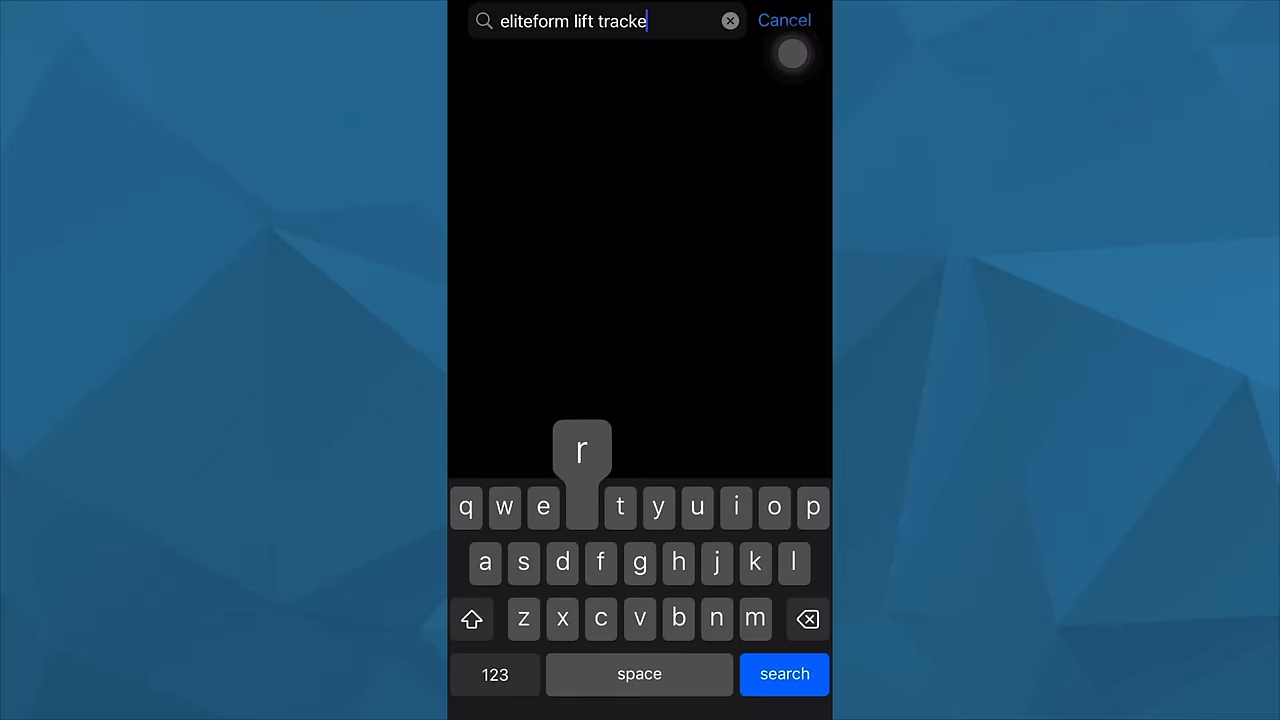 eliteform lift tracke
Cancel
r
q w e t y u i o p
a s d f g h j k l
z x c v b n m
123 space search